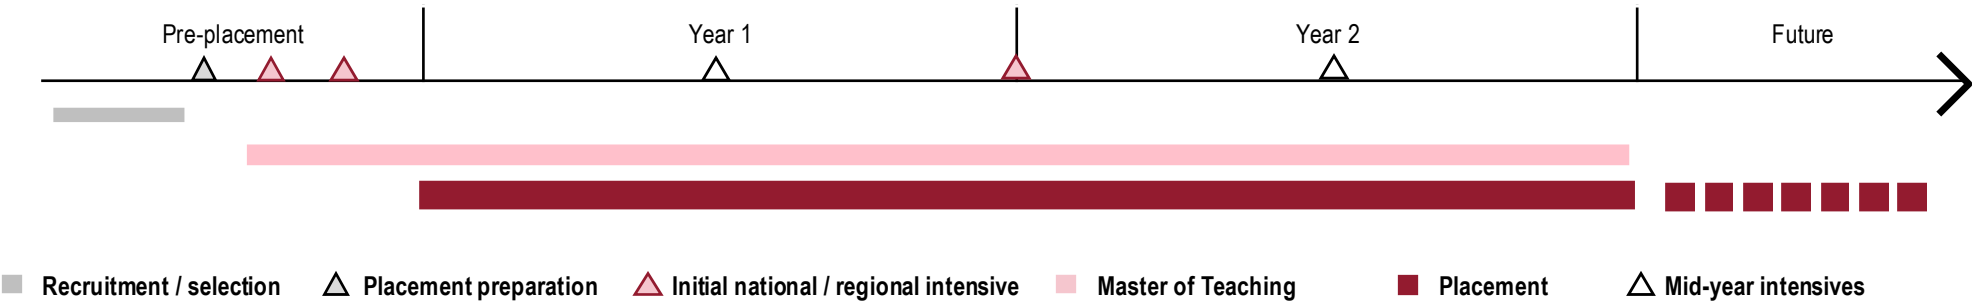 Pre-placement
Year 1
Year 2
Future
Recruitment / selection
Placement preparation
Initial national / regional intensive
Master of Teaching
Placement
Mid-year intensives